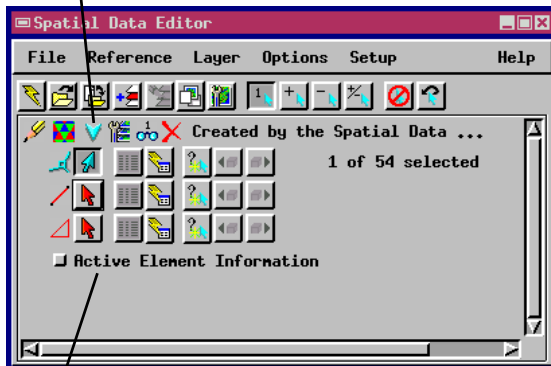 Spatial Data Editor
File Reference Layer Options Setup Help
1 + - +/-
1 Created by the Spatial Data ...
? 1 of 54 selected
?
?
Active Element Information